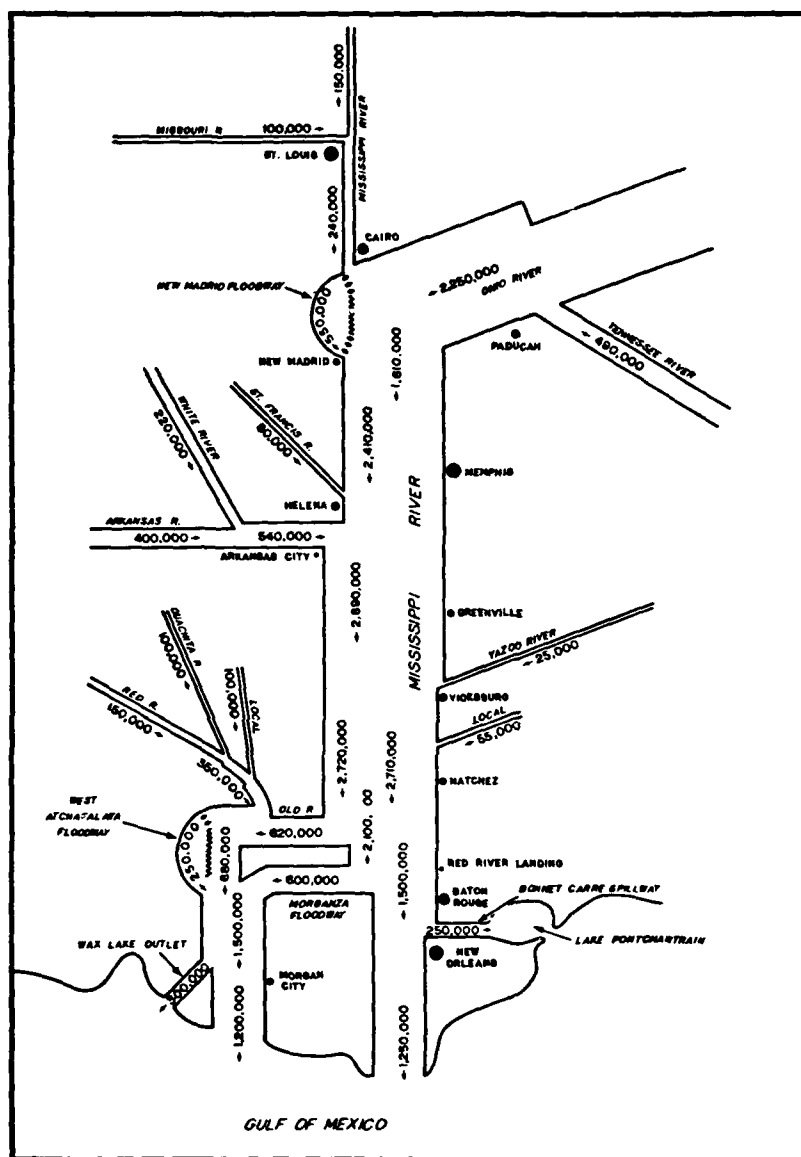 ←150,000
MISSISSIPPI RIVER
MISSOURI R.
100,000→
ST. LOUIS
←240,000
CAIRO
←2,250,000
OHIO RIVER
NEW MADRID FLOODWAY
←550,000
NEW MADRID
←1,810,000
PADUCAH
TENNESSEE RIVER
←490,000
WHITE RIVER
220,000→
ST. FRANCIS R.
80,000→
←2,410,000
MEMPHIS
HELENA
ARKANSAS R.
400,000→
540,000→
ARKANSAS CITY
MISSISSIPPI RIVER
←2,890,000
GREENVILLE
OUACHITA R
100,000→
YAZOO RIVER
←25,000
RED R.
150,000→
LOCAL
100,000→
VICKSBURG
LOCAL
←55,000
350,000→
←2,720,000
←2,710,000
NATCHEZ
WEST
ATCHAFALAYA
FLOODWAY
←250,000
OLD R
←620,000
←680,000
RED RIVER LANDING
←600,000
←1,500,000
BATON
ROUGE
BONNET CARRE SPILLWAY
MORGANZA
FLOODWAY
250,000→
LAKE PONTCHARTRAIN
WAX LAKE OUTLET
←1,500,000
NEW
ORLEANS
MORGAN
CITY
←1,200,000
←1,250,000
GULF OF MEXICO